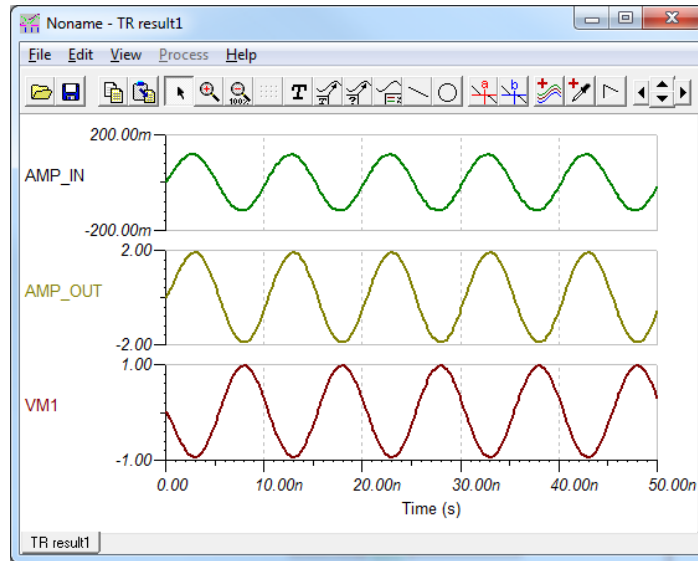 Noname - TR result1
File Edit View Process Help
100%
T
T
?
a
b
200.00m
AMP_IN
-200.00m
2.00
AMP_OUT
-2.00
1.00
VM1
-1.00
0.00 10.00n 20.00n 30.00n 40.00n 50.00n
Time (s)
TR result1